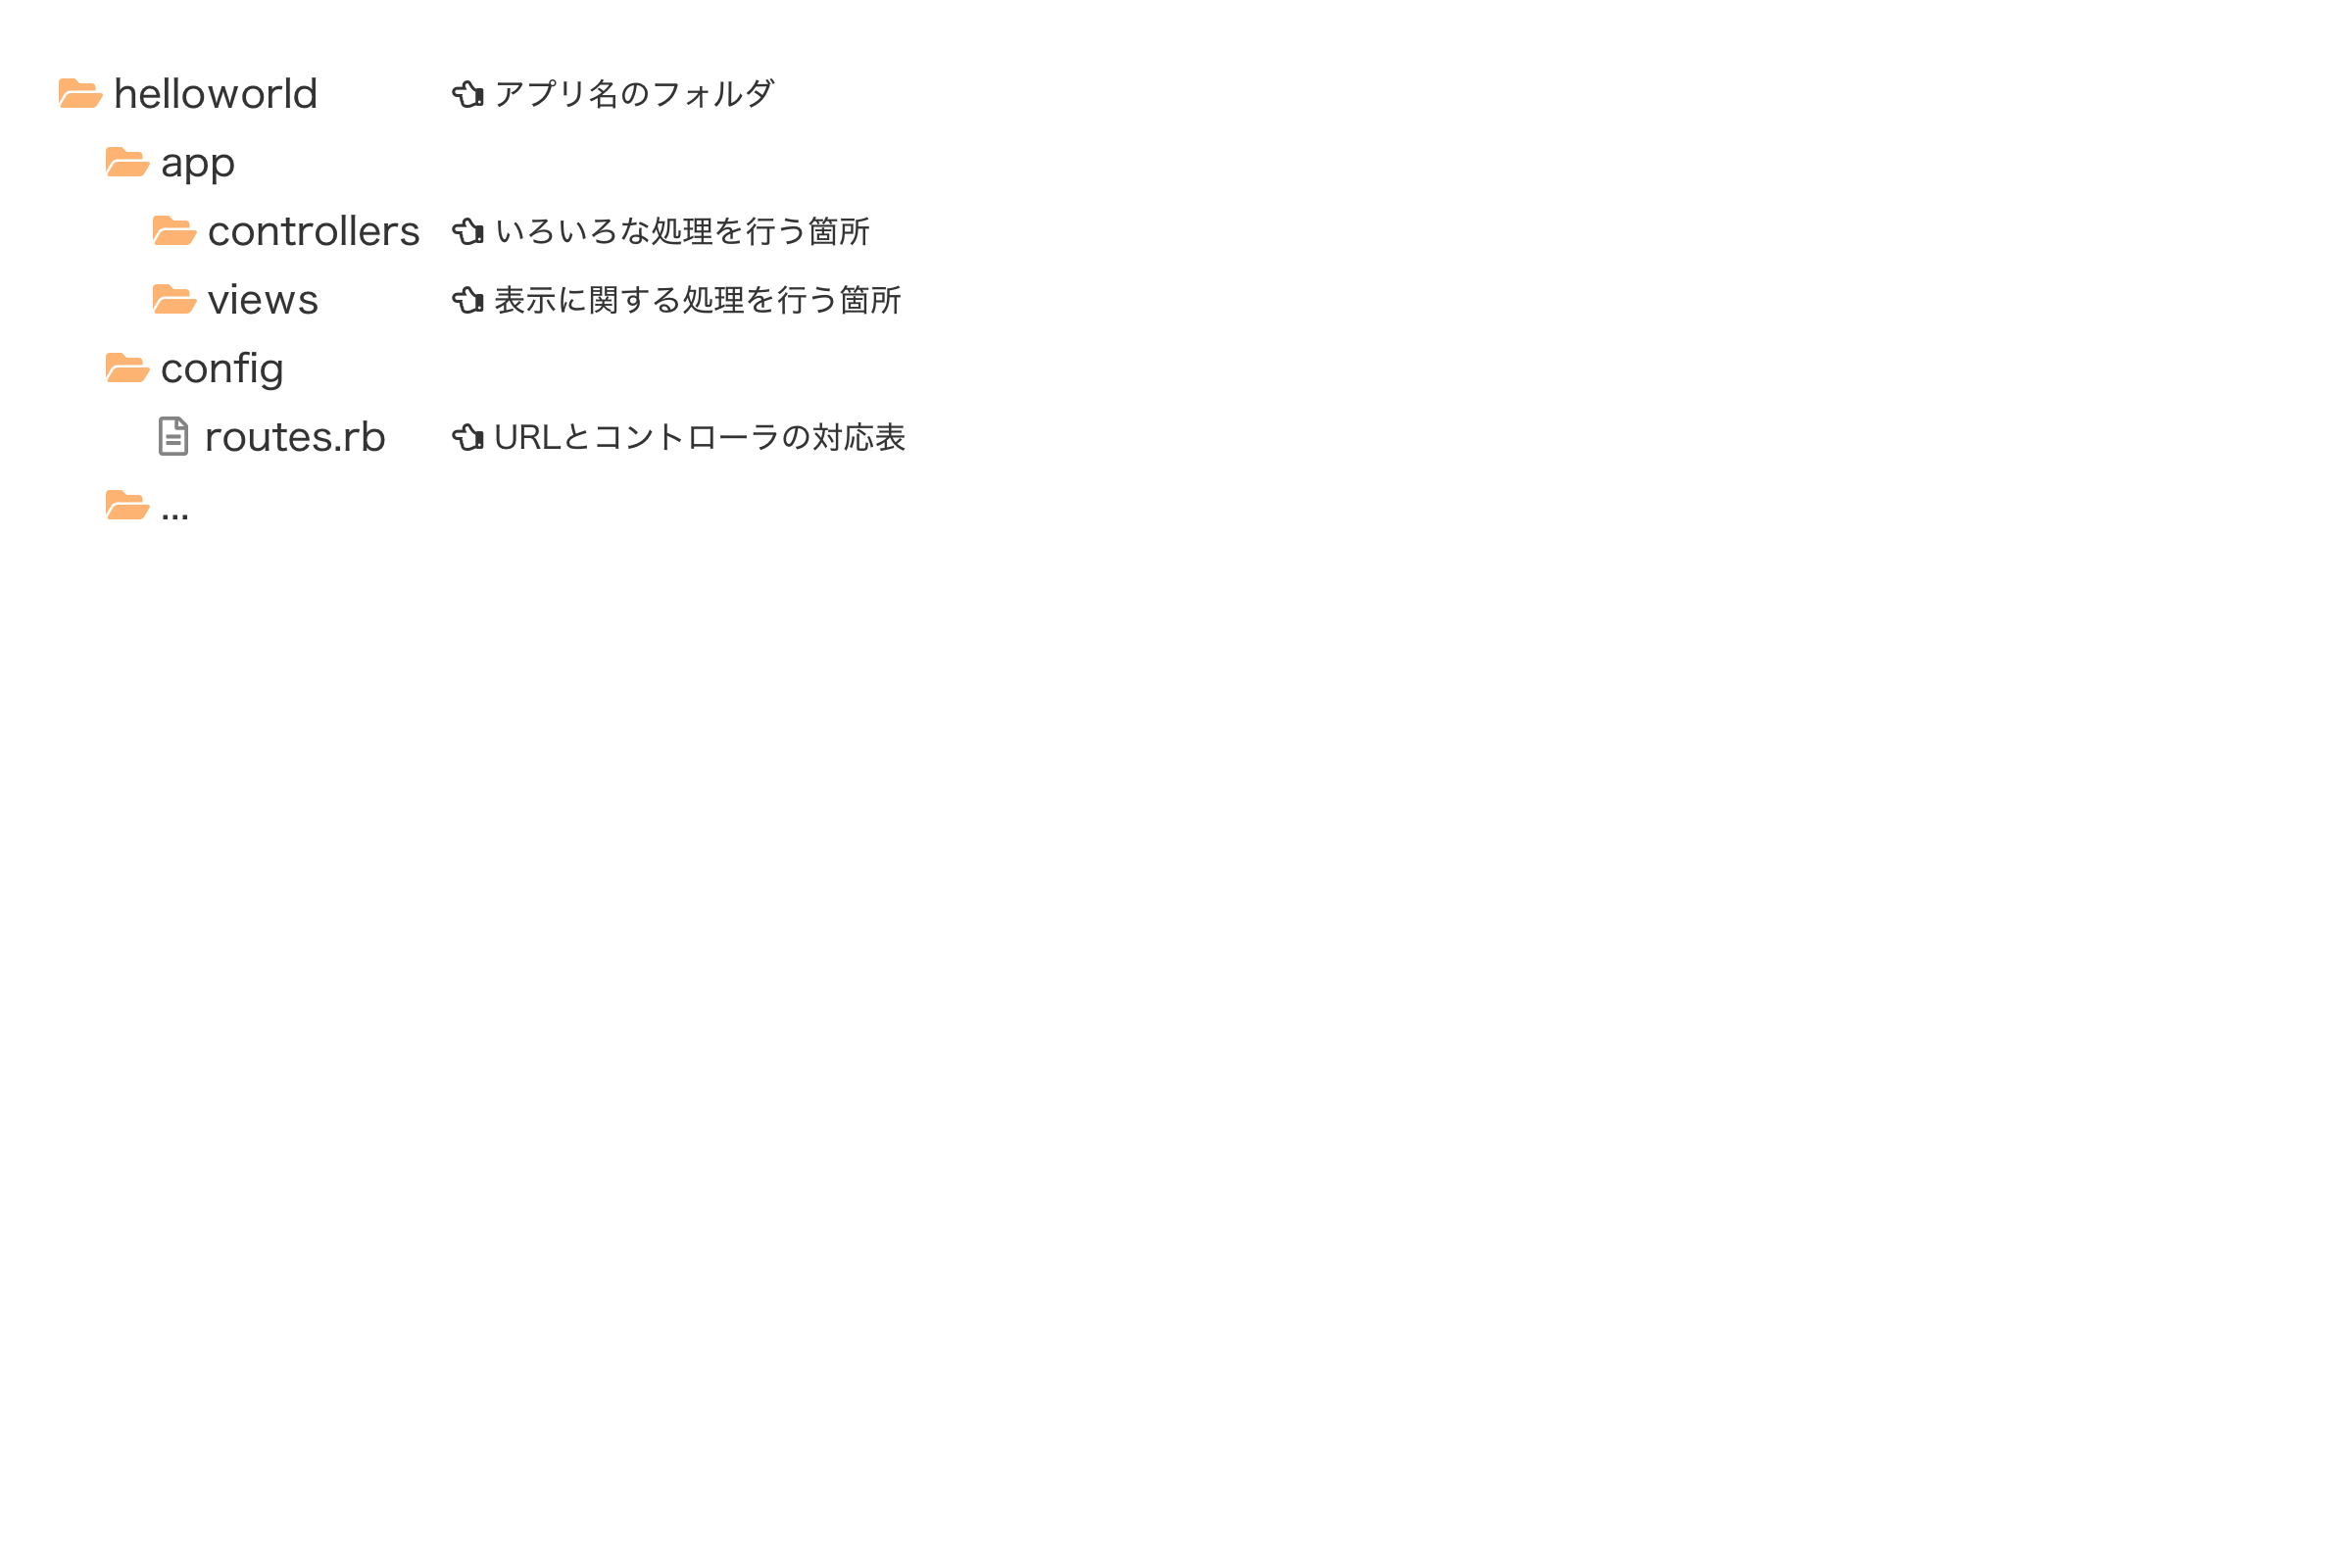 helloworld アプリ名のフォルダ
app
controllers いろいろな処理を行う箇所
views 表示に関する処理を行う箇所
config
routes.rb URLとコントローラの対応表
...